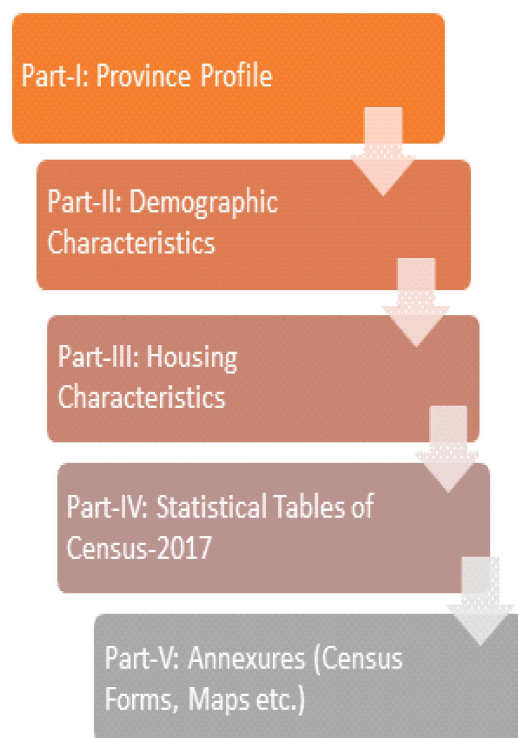 Part-I: Province Profile
Part-II: Demographic
Characteristics
Part-III: Housing
Characteristics
Part-IV: Statistical Tables of
Census-2017
Part-V: Annexures (Census
Forms, Maps etc.)